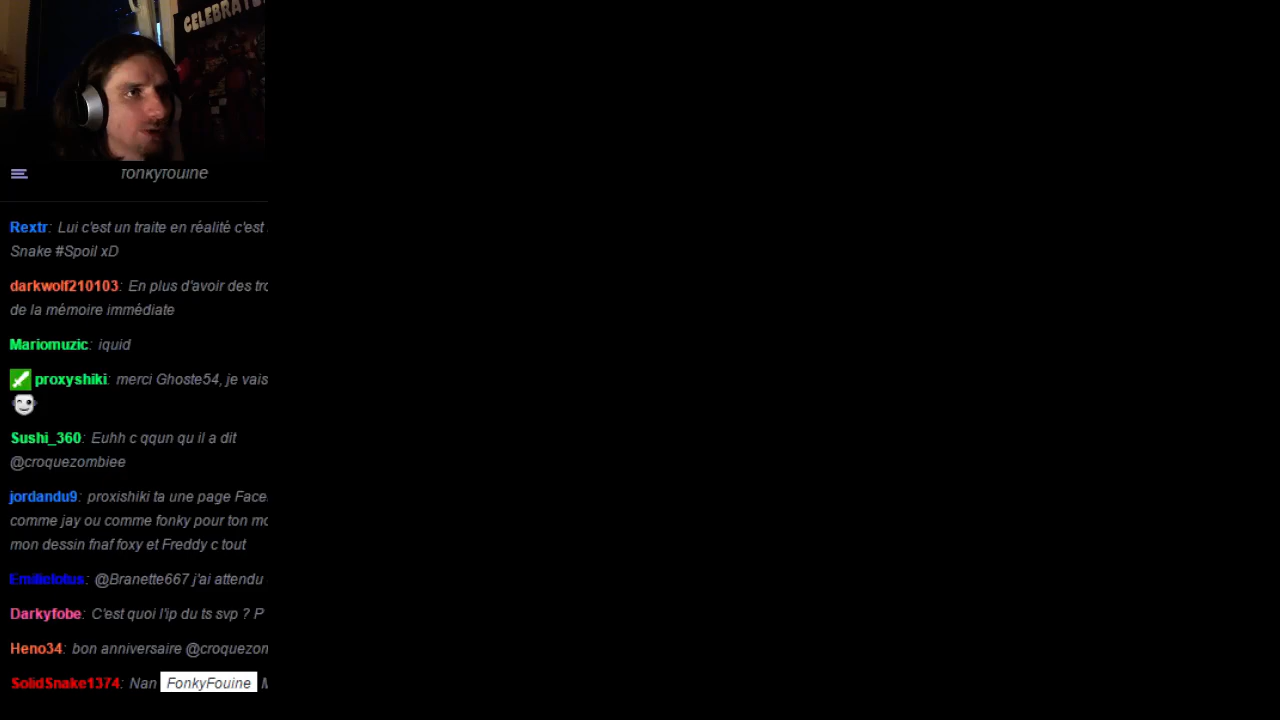 CELEBRATE
fonkyfouine
Rextr: Lui c'est un traite en réalité c'est
Snake #Spoil xD
darkwolf210103: En plus d'avoir des tro
de la mémoire immédiate
Mariomuzic: iquid
proxyshiki: merci Ghoste54, je vais
Sushi_360: Euhh c qqun qu il a dit
@croquezombiee
jordandu9: proxishiki ta une page Face
comme jay ou comme fonky pour ton mo
mon dessin fnaf foxy et Freddy c tout
Emilielotus: @Branette667 j'ai attendu
Darkyfobe: C'est quoi l'ip du ts svp ? P
Heno34: bon anniversaire @croquezom
SolidSnake1374: Nan FonkyFouine M